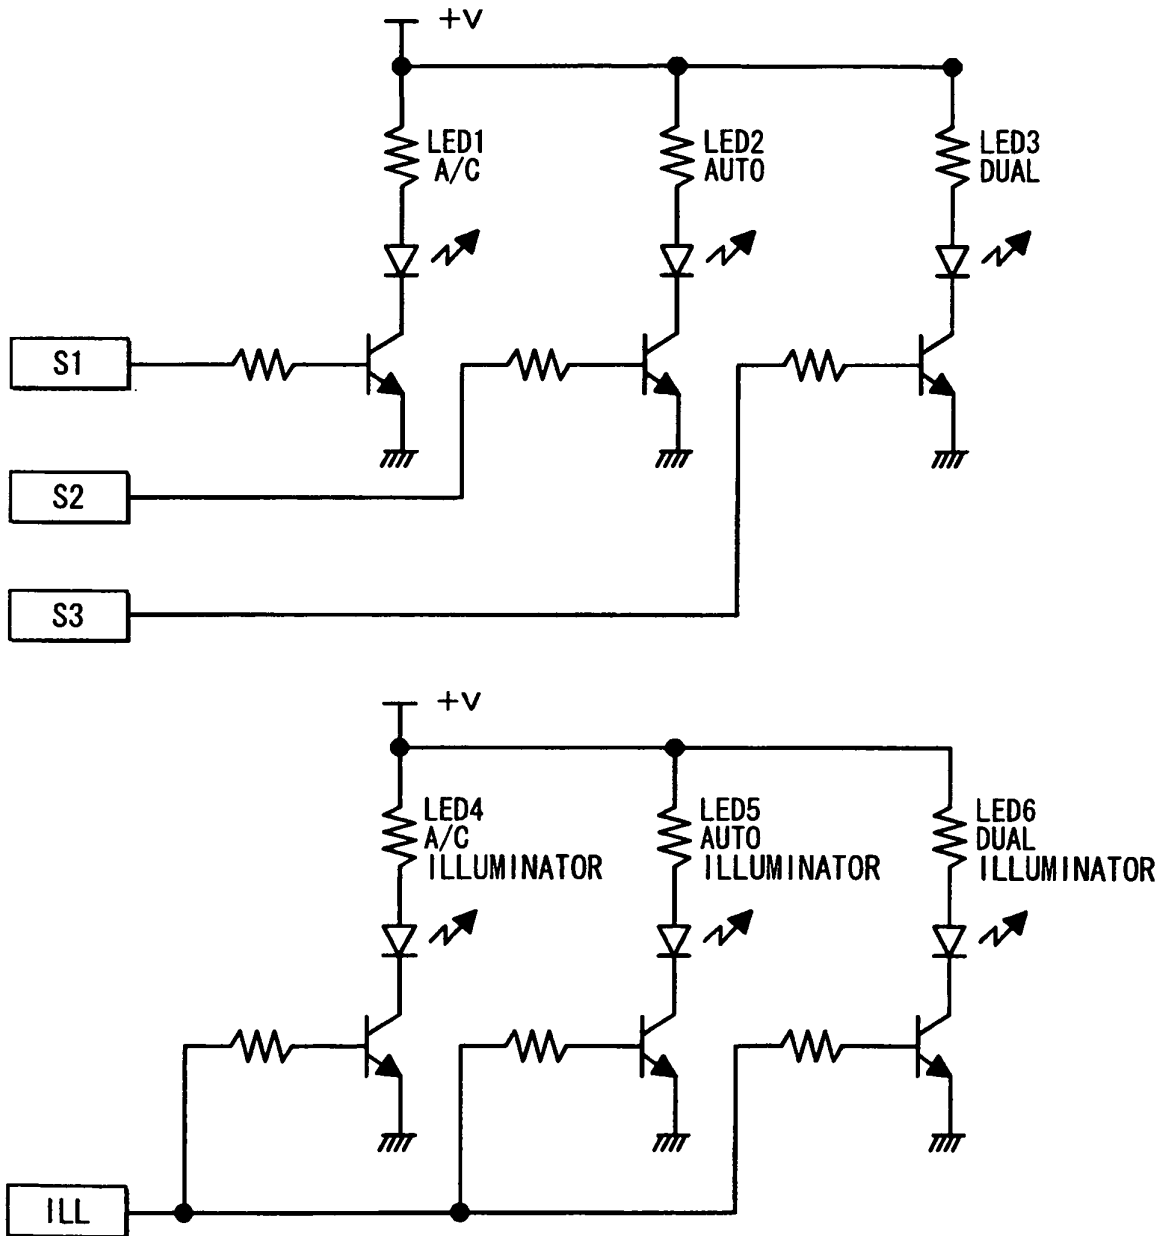 +V
LED1
A/C
LED2
AUTO
LED3
DUAL
S1
S2
S3
+V
LED4
A/C
ILLUMINATOR
LED5
AUTO
ILLUMINATOR
LED6
DUAL
ILLUMINATOR
ILL